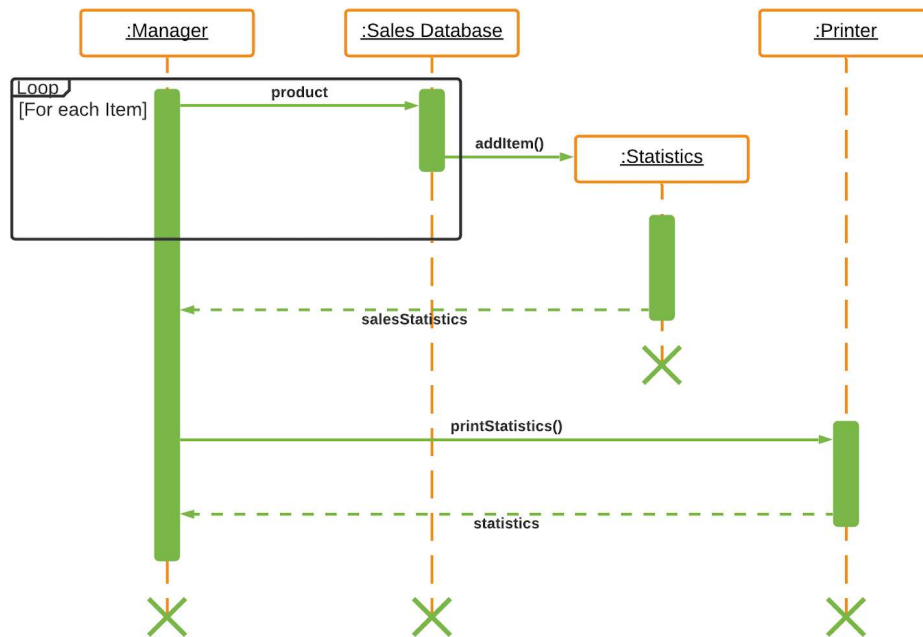 :Manager
:Sales Database
:Printer
Loop
[For each Item]
product
addItem()
:Statistics
salesStatistics
printStatistics()
statistics